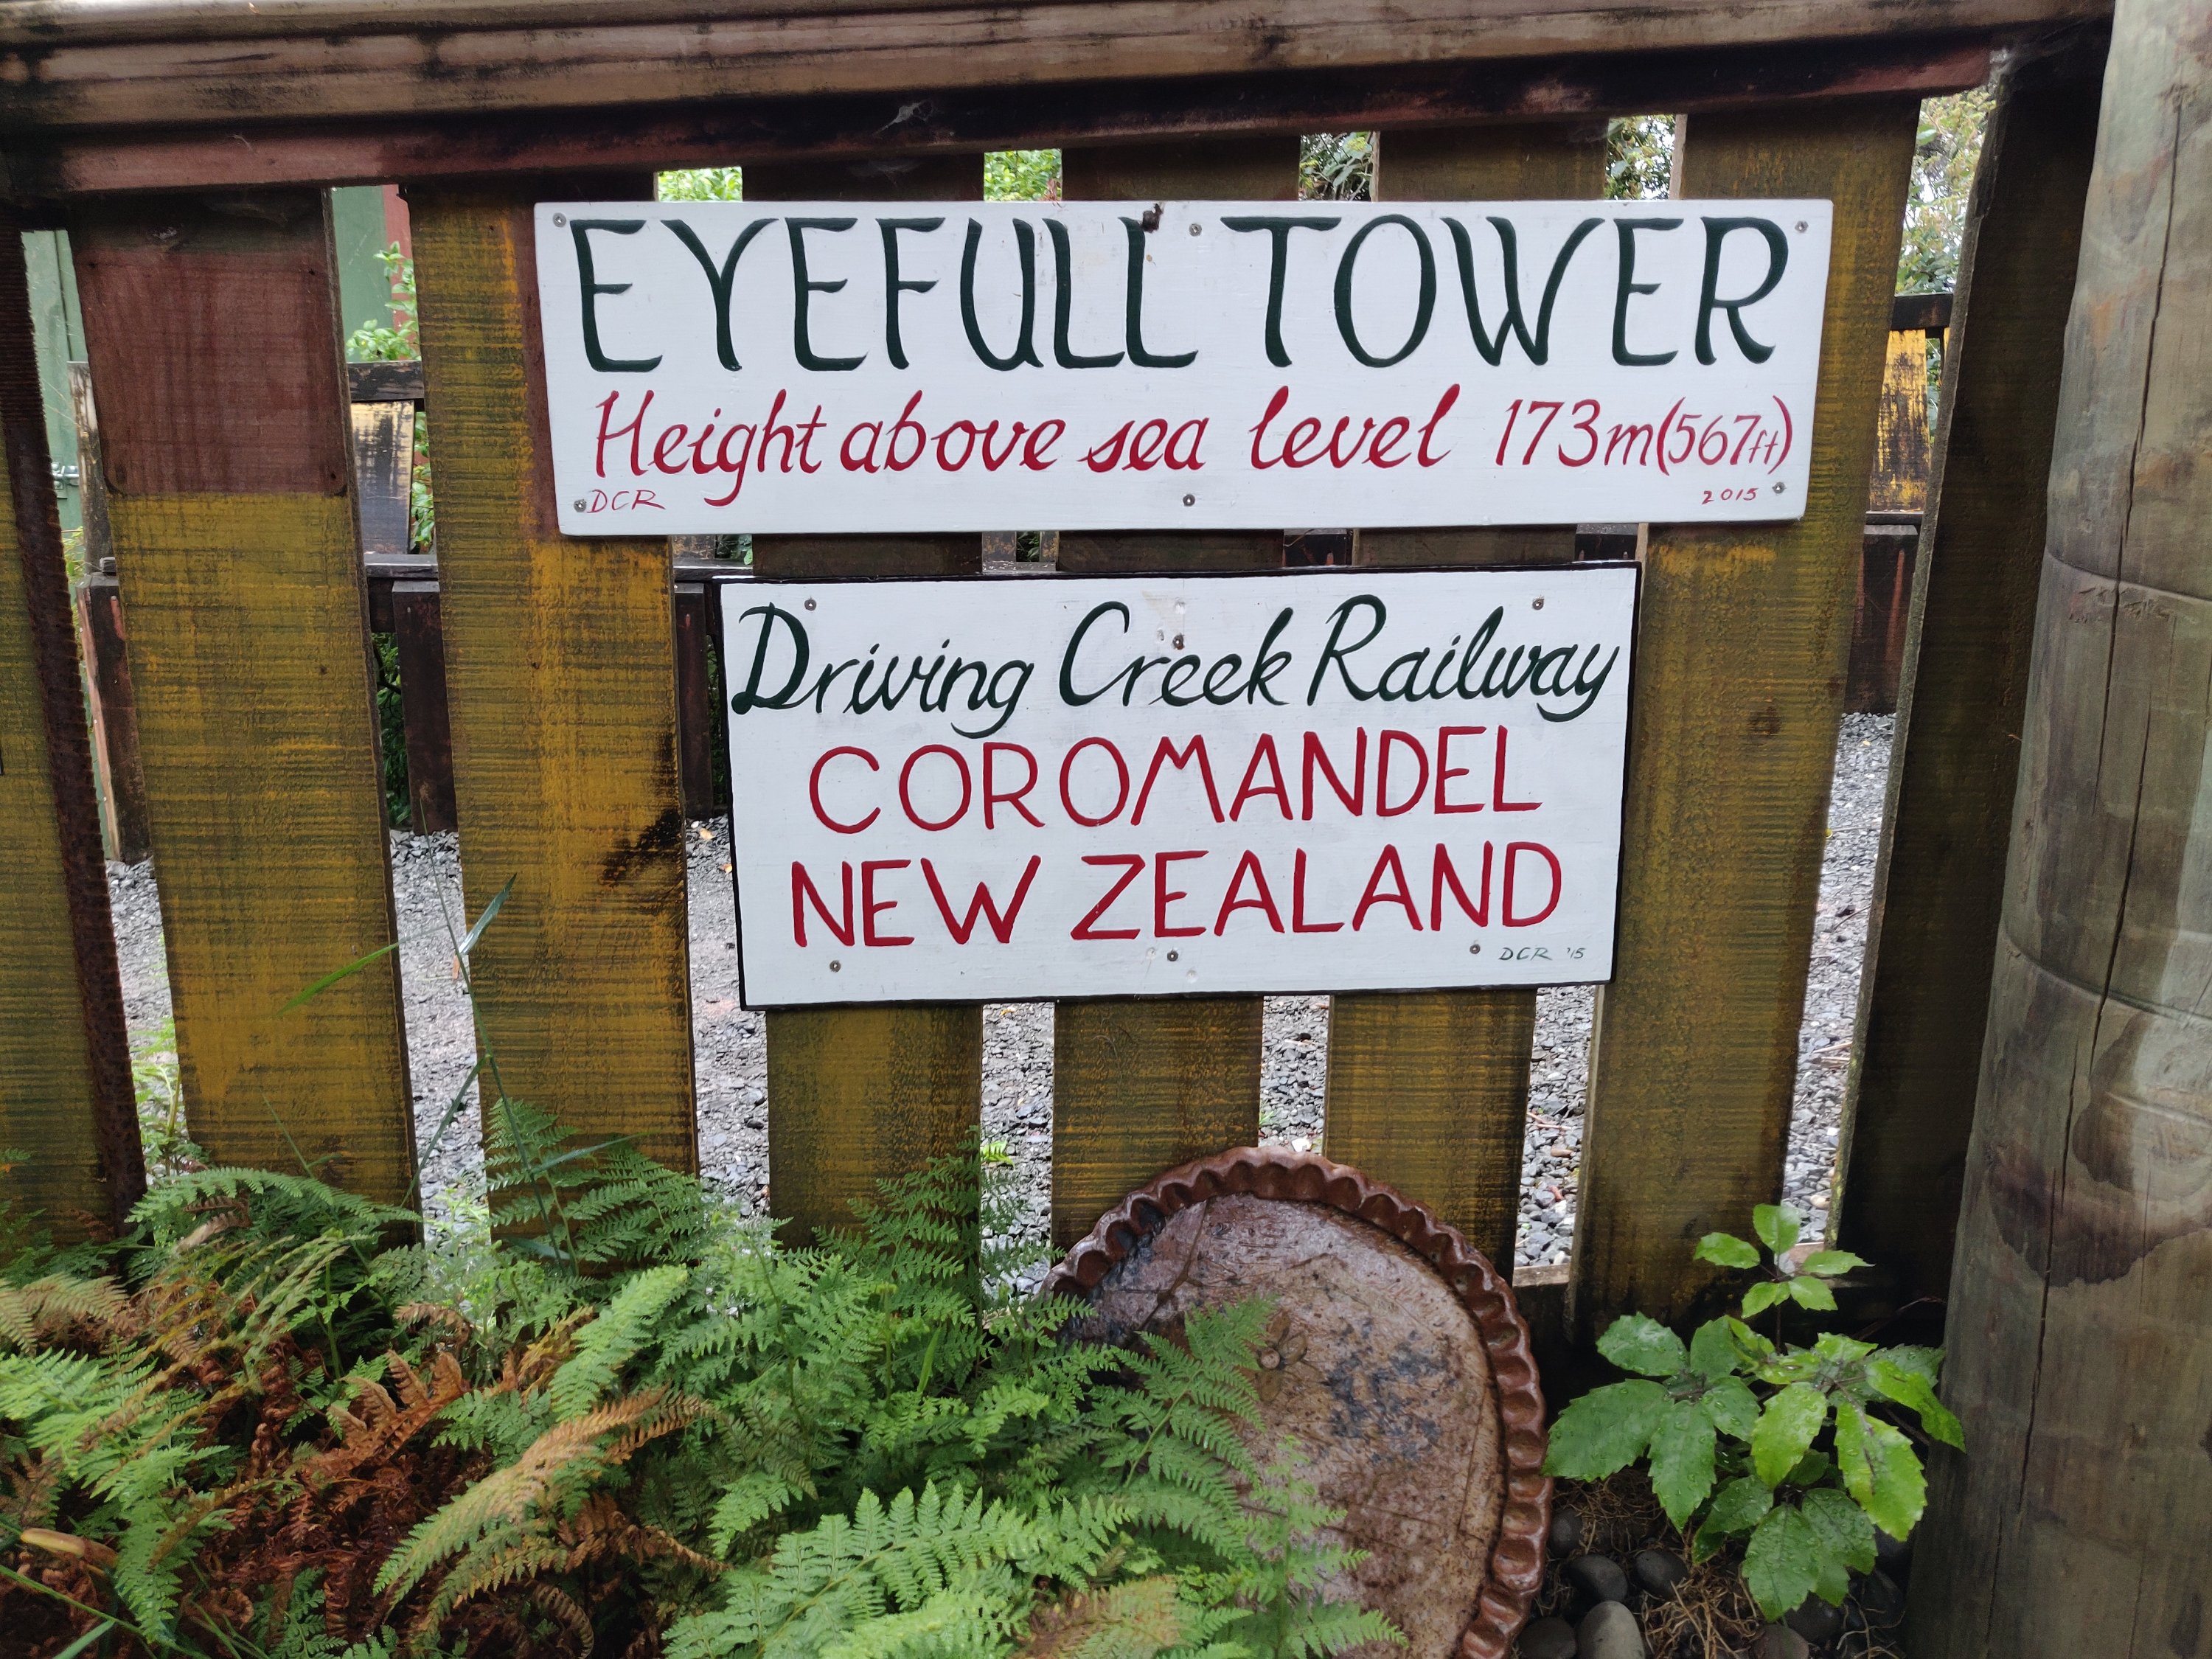 EYEFULL TOWER
Height above sea level 173m(567ft)
DCR 2015
Driving Creek Railway
COROMANDEL
NEW ZEALAND
DCR '15